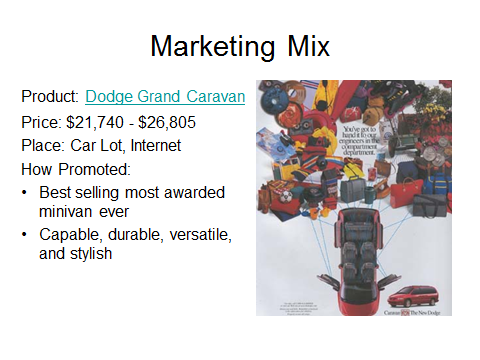 Marketing Mix
Product: Dodge Grand Caravan
Price: $21,740 - $26,805
Place: Car Lot, Internet
How Promoted:
• Best selling most awarded
minivan ever
• Capable, durable, versatile,
and stylish
You've got to
hand it to our
engineers in the
compartment
department.
Caravan The New Dodge